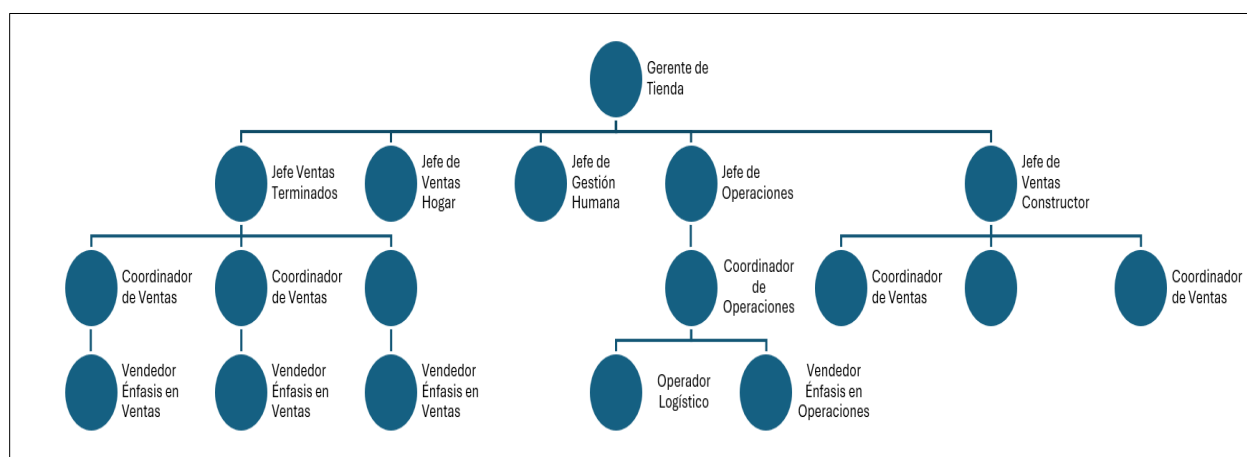 Gerente de
Tienda
Jefe Ventas
Terminados
Jefe de
Ventas
Hogar
Jefe de
Gestión
Humana
Jefe de
Operaciones
Jefe de
Ventas
Constructor
Coordinador
de Ventas
Coordinador
de Ventas
Coordinador
de
Operaciones
Coordinador
de Ventas
Coordinador
de Ventas
Vendedor
Énfasis en
Ventas
Vendedor
Énfasis en
Ventas
Vendedor
Énfasis en
Ventas
Operador
Logístico
Vendedor
Énfasis en
Operaciones